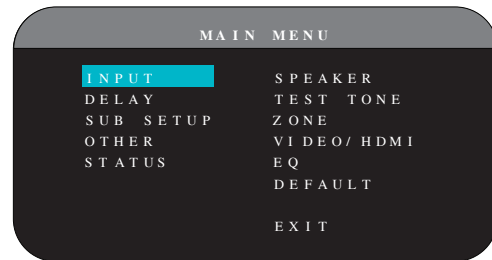 MAIN MENU
INPUT SPEAKER
DELAY TEST TONE
SUB SETUP ZONE
OTHER VIDEO/HDMI
STATUS EQ
DEFAULT
EXIT